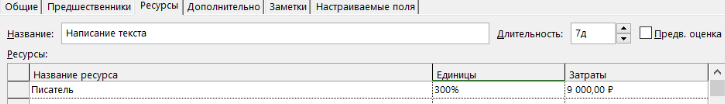 Общие Предшественники Ресурсы Дополнительно Заметки Настраиваемые поля
Название: Написание текста Длительность: 7д Предв. оценка
Ресурсы:
Название ресурса Единицы Затраты
Писатель 300% 9 000,00 ₽